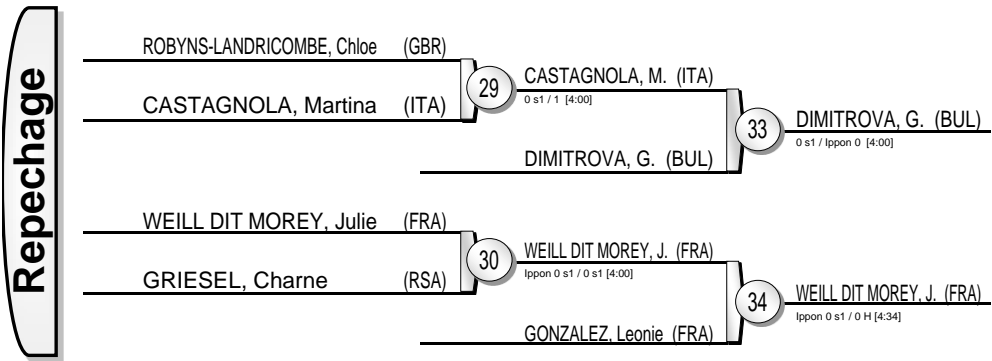 Repechage
ROBYNS-LANDRICOMBE, Chloe (GBR)
CASTAGNOLA, Martina (ITA)
29
CASTAGNOLA, M. (ITA)
0 s1 / 1 [4:00]
DIMITROVA, G. (BUL)
33
DIMITROVA, G. (BUL)
0 s1 / Ippon 0 [4:00]
WEILL DIT MOREY, Julie (FRA)
GRIESEL, Charne (RSA)
30
WEILL DIT MOREY, J. (FRA)
Ippon 0 s1 / 0 s1 [4:00]
GONZALEZ, Leonie (FRA)
34
WEILL DIT MOREY, J. (FRA)
Ippon 0 s1 / 0 H [4:34]